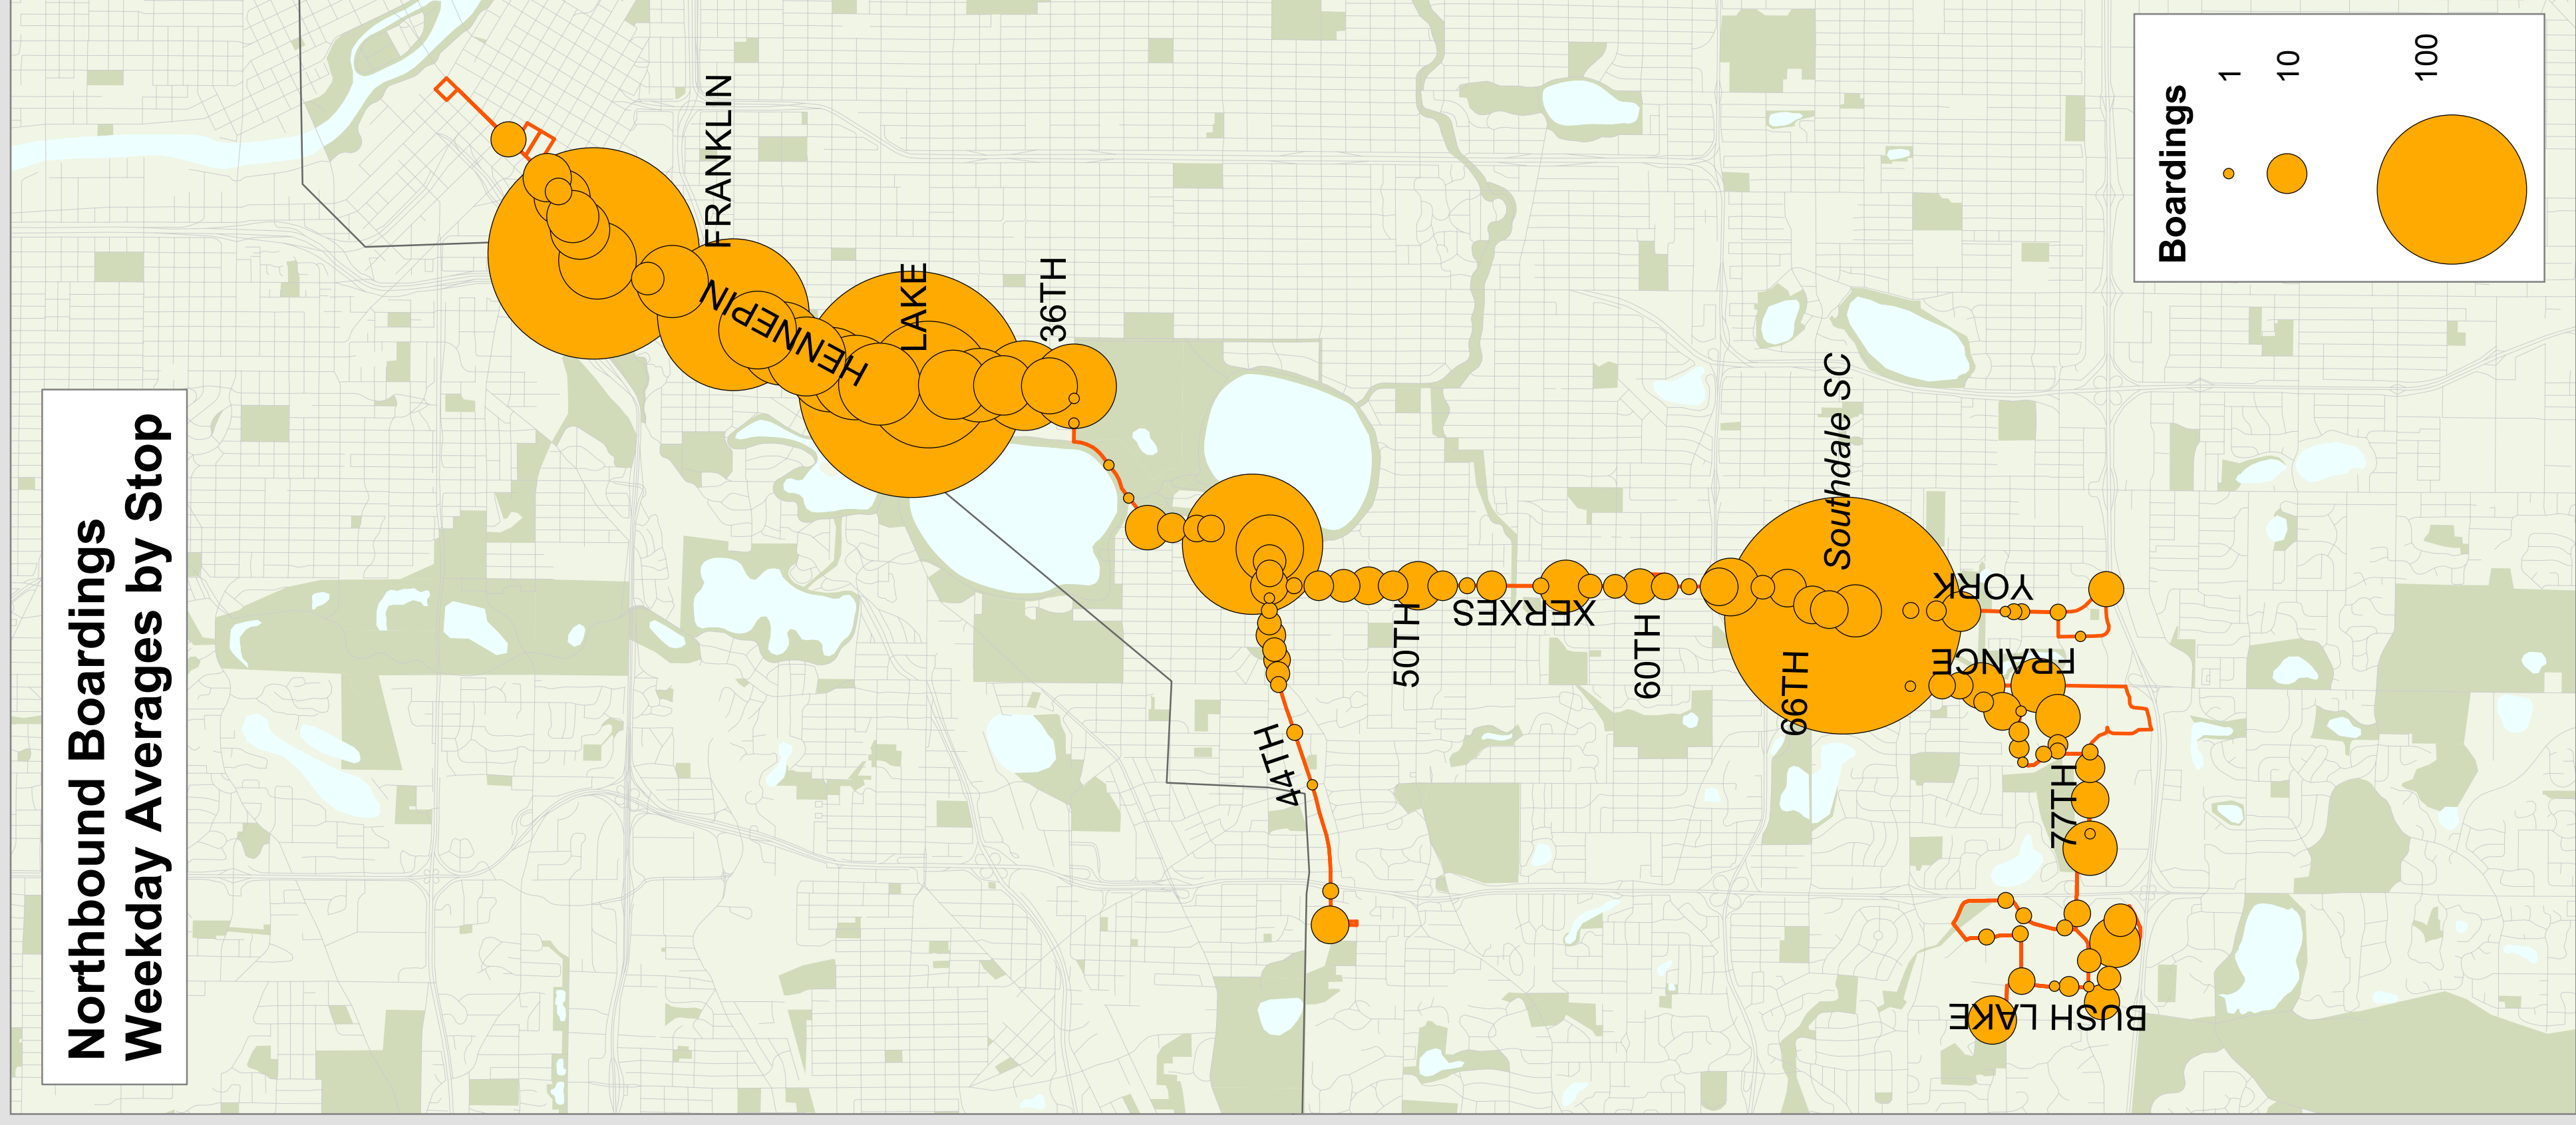 Northbound Boardings
Weekday Averages by Stop
FRANKLIN
HENNEPIN
LAKE
36TH
44TH
50TH
XERXES
60TH
66TH
Southdale SC
YORK
FRANCE
77TH
BUSH LAKE
Boardings
1
10
100